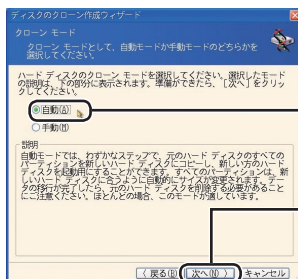 ディスクのクローン作成ウィザード
クローン モード
クローン モードとして、自動モードか手動モードのどちらかを
選択してください。
ハード ディスクのクローン モードを選択してください。選択したモード
の説明は、下の部分に表示されます。準備ができたら、[次へ] をクリッ
クしてください。
自動(A)
手動(M)
説明
自動モードでは、わずかなステップで、元のハード ディスクのすべての
パーティションを新しいハード ディスクにコピーし、新しい方のハード
ディスクを起動用にすることができます。すべてのパーティションは、新
しいハード ディスクに合うように自動的にサイズが変更されます。デー
タの移行が完了したら、元のハード ディスクを削除する必要があること
にご注意ください。ほとんどの場合、このモードが適しています。
< 戻る(B)
次へ(N) >
キャンセル